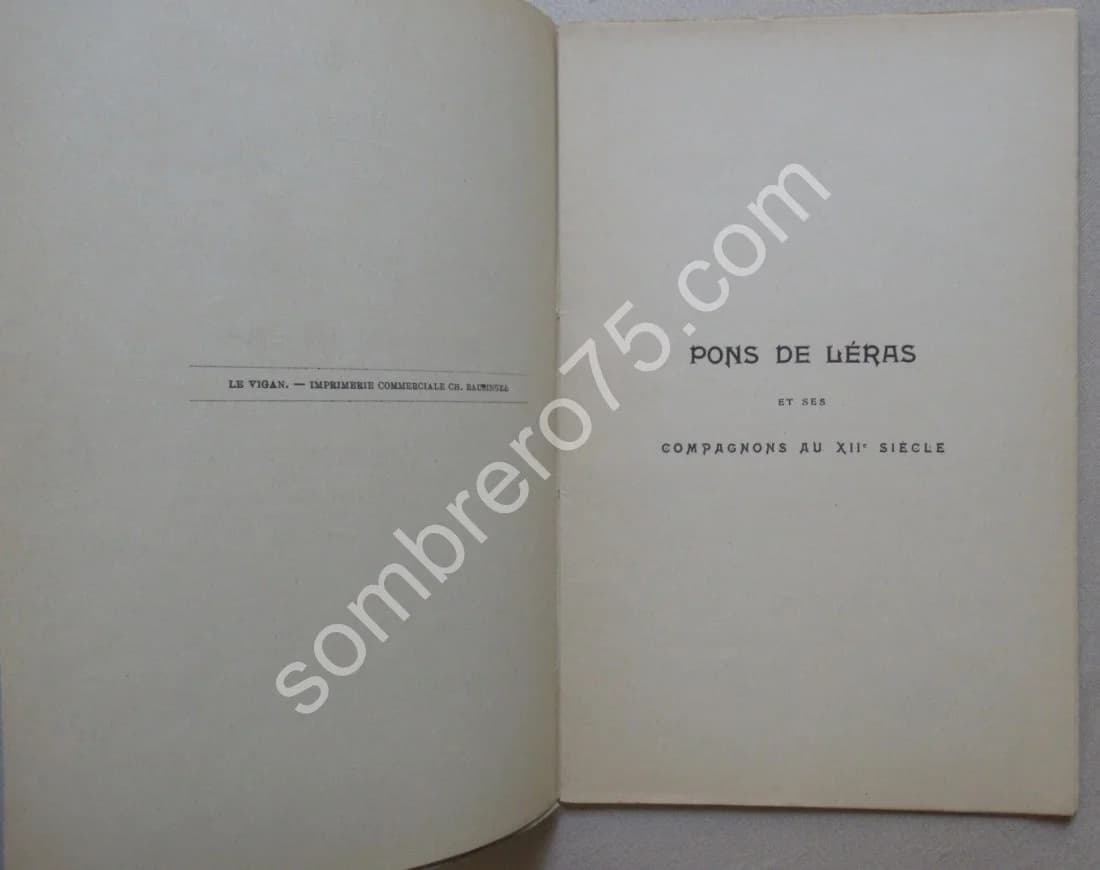 LE VIGAN. — IMPRIMERIE COMMERCIALE CH.
PONS DE LÉRAS
ET SES
COMPAGNONS AU XIIe SIÈCLE
sombrero75.com